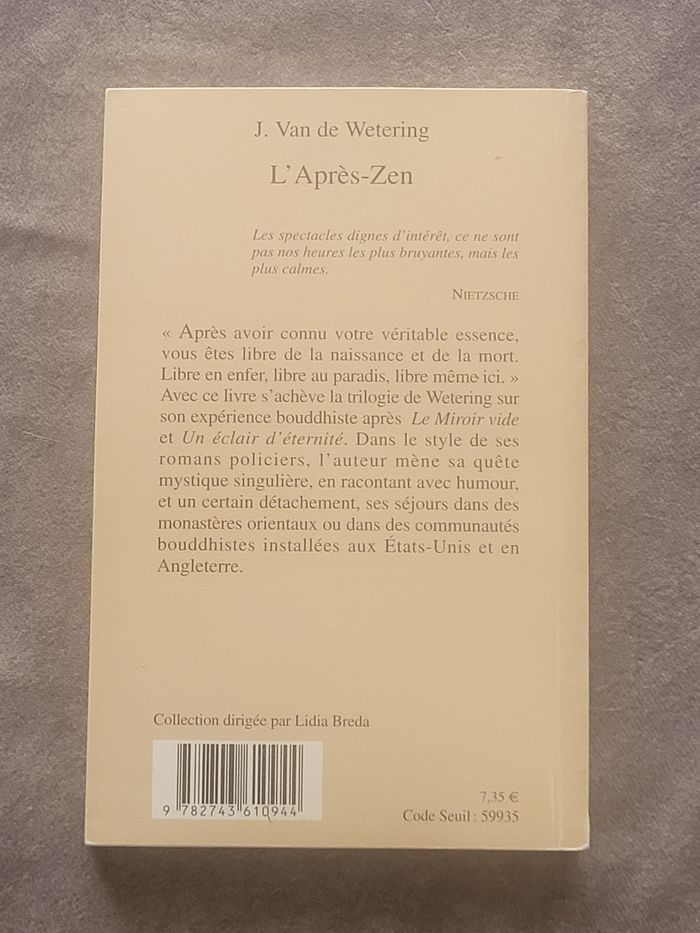 J. Van de Wetering
L'Après-Zen
Les spectacles dignes d'intérêt, ce ne sont
pas nos heures les plus bruyantes, mais les
plus calmes.
NIETZSCHE
« Après avoir connu votre véritable essence,
vous êtes libre de la naissance et de la mort.
Libre en enfer, libre au paradis, libre même ici. »
Avec ce livre s'achève la trilogie de Wetering sur
son expérience bouddhiste après Le Miroir vide
et Un éclair d'éternité. Dans le style de ses
romans policiers, l'auteur mène sa quête
mystique singulière, en racontant avec humour,
et un certain détachement, ses séjours dans des
monastères orientaux ou dans des communautés
bouddhistes installées aux États-Unis et en
Angleterre.
Collection dirigée par Lidia Breda
9 782743 610944
7,35 €
Code Seuil : 59935